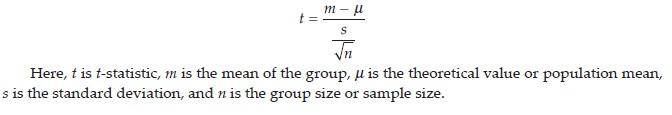 t = m − μ
s
√n
Here, t is t-statistic, m is the mean of the group, μ is the theoretical value or population mean,
s is the standard deviation, and n is the group size or sample size.